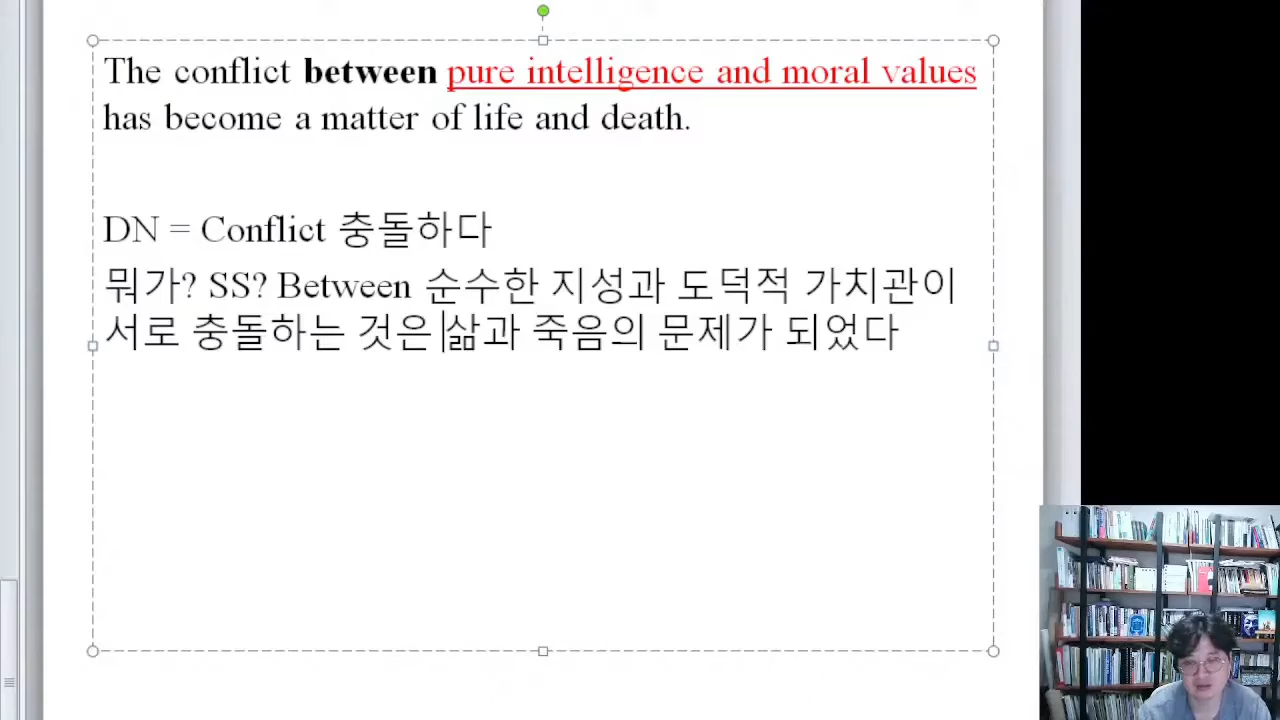 The conflict between pure intelligence and moral values
has become a matter of life and death.
DN = Conflict 충돌하다
뭐가? SS? Between 순수한 지성과 도덕적 가치관이
서로 충돌하는 것은 삶과 죽음의 문제가 되었다